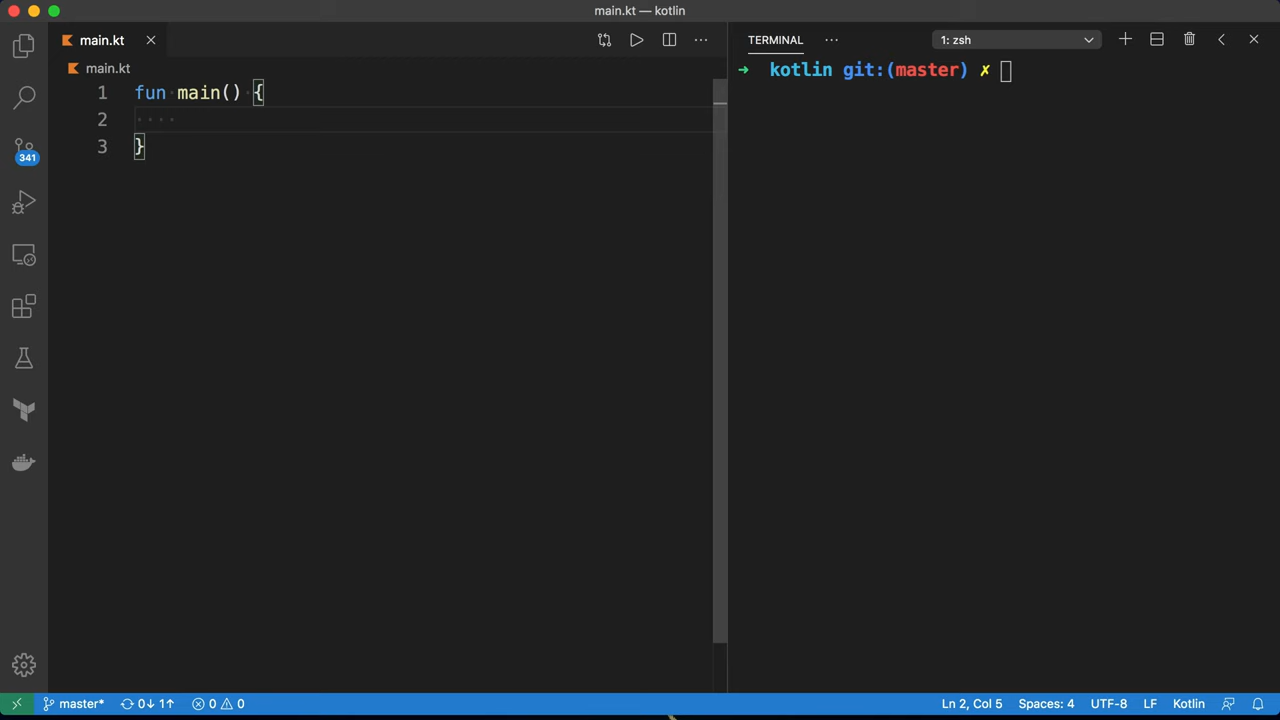 main.kt — kotlin
main.kt
TERMINAL
1: zsh
main.kt
➜ kotlin git:(master) ✗
1 fun main() {
2
3 }
341
master*
0↓ 1↑
0 0
Ln 2, Col 5
Spaces: 4
UTF-8
LF
Kotlin